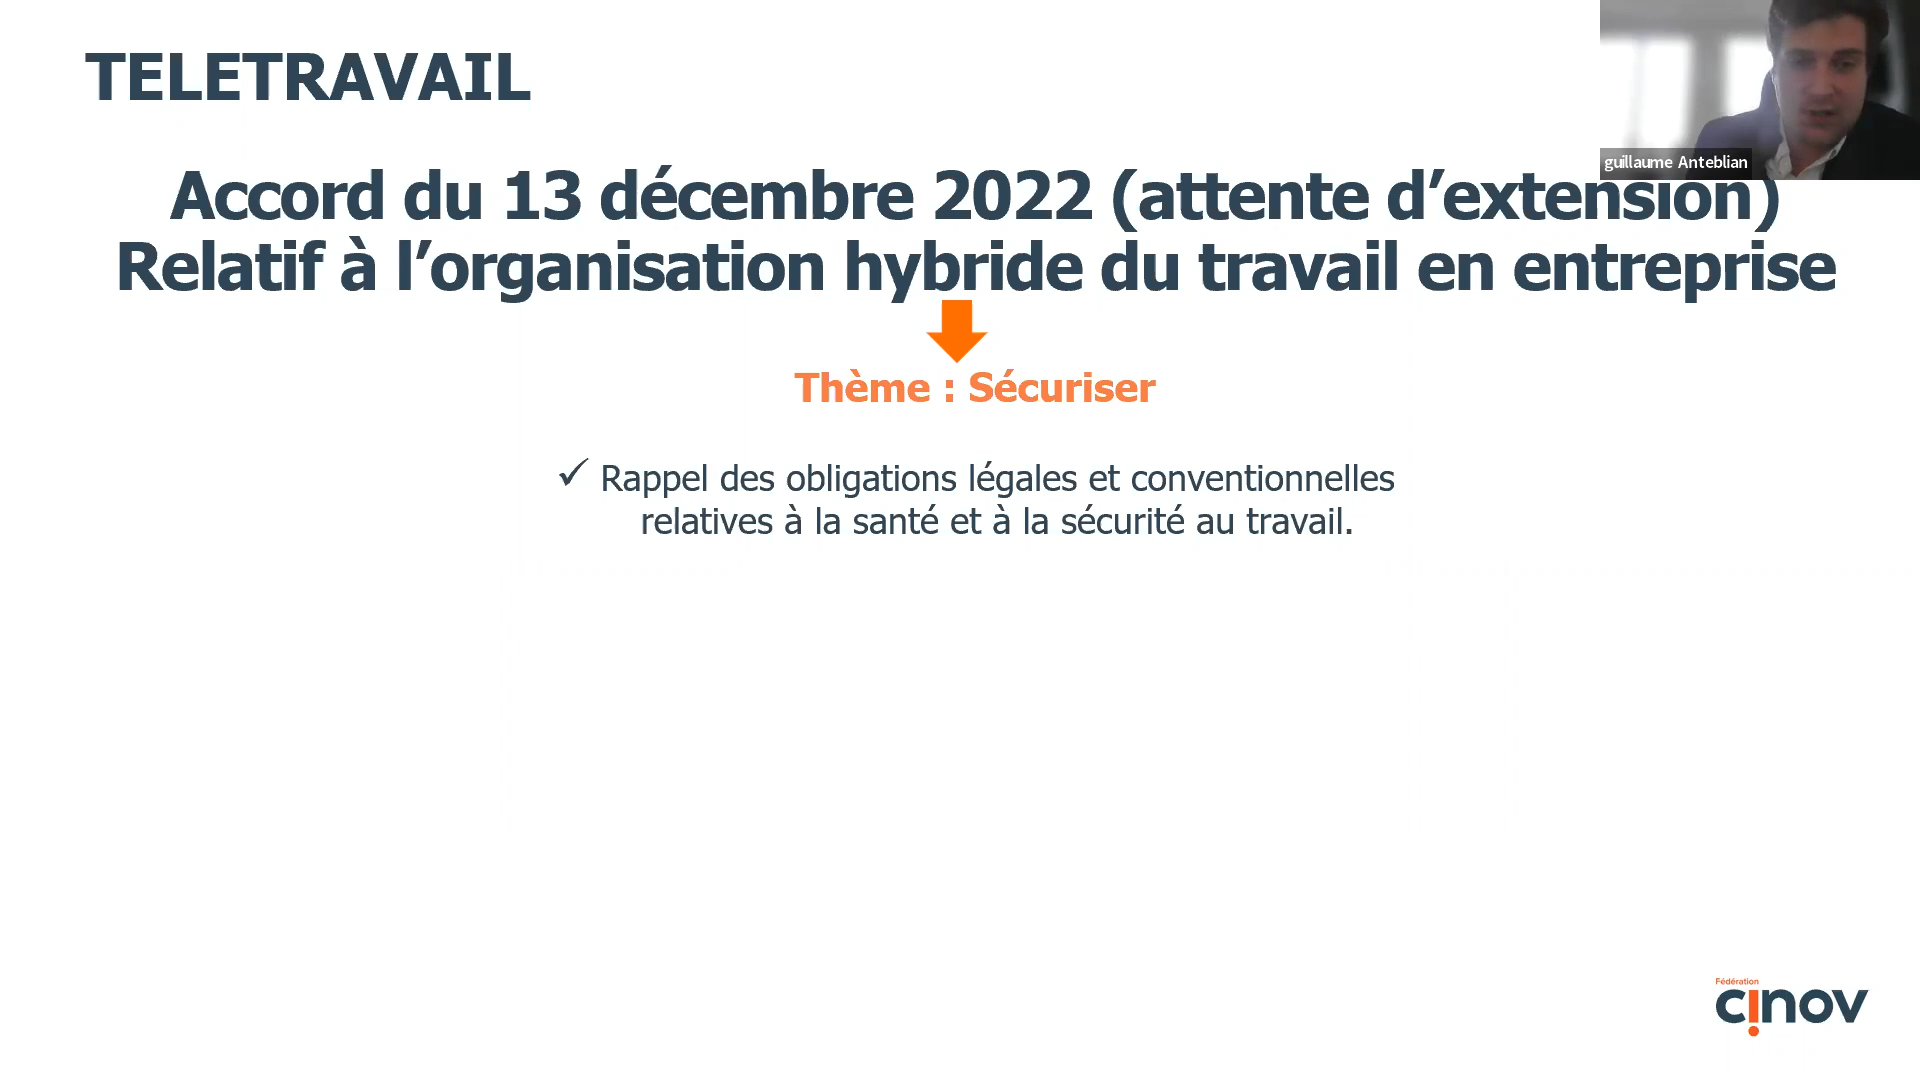 TELETRAVAIL
guillaume Anteblian
Accord du 13 décembre 2022 (attente d’extension)
Relatif à l’organisation hybride du travail en entreprise
Thème : Sécuriser
✓ Rappel des obligations légales et conventionnelles
relatives à la santé et à la sécurité au travail.
Fédération
cinov